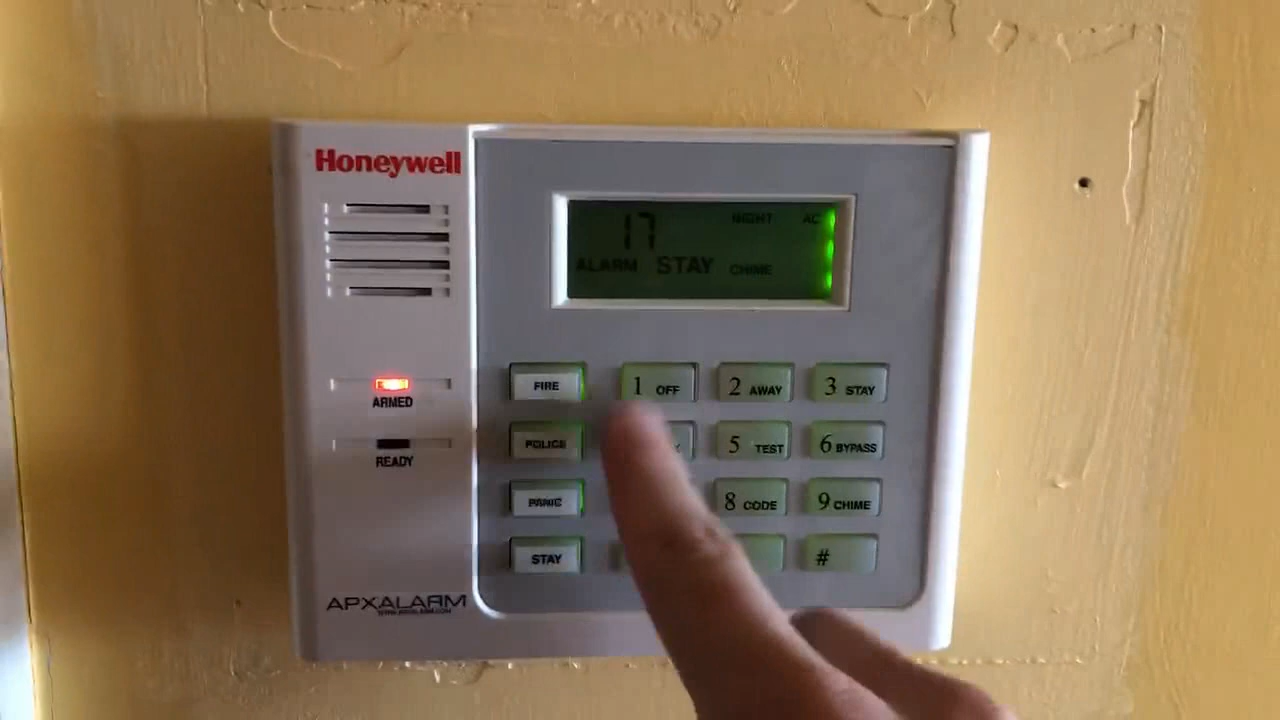 Honeywell
17 NIGHT AC
ALARM STAY CHIME
FIRE 1 OFF 2 AWAY 3 STAY
ARMED
POLICE 5 TEST 6 BYPASS
READY
PANIC 8 CODE 9 CHIME
STAY #
APXALARM